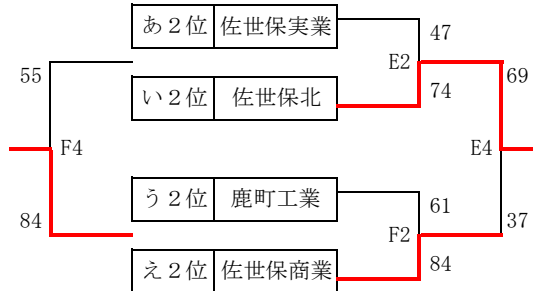 あ２位 佐世保実業
47
55
E2
69
い２位 佐世保北
74
F4
E4
う２位 鹿町工業
61
84
F2
37
え２位 佐世保商業
84